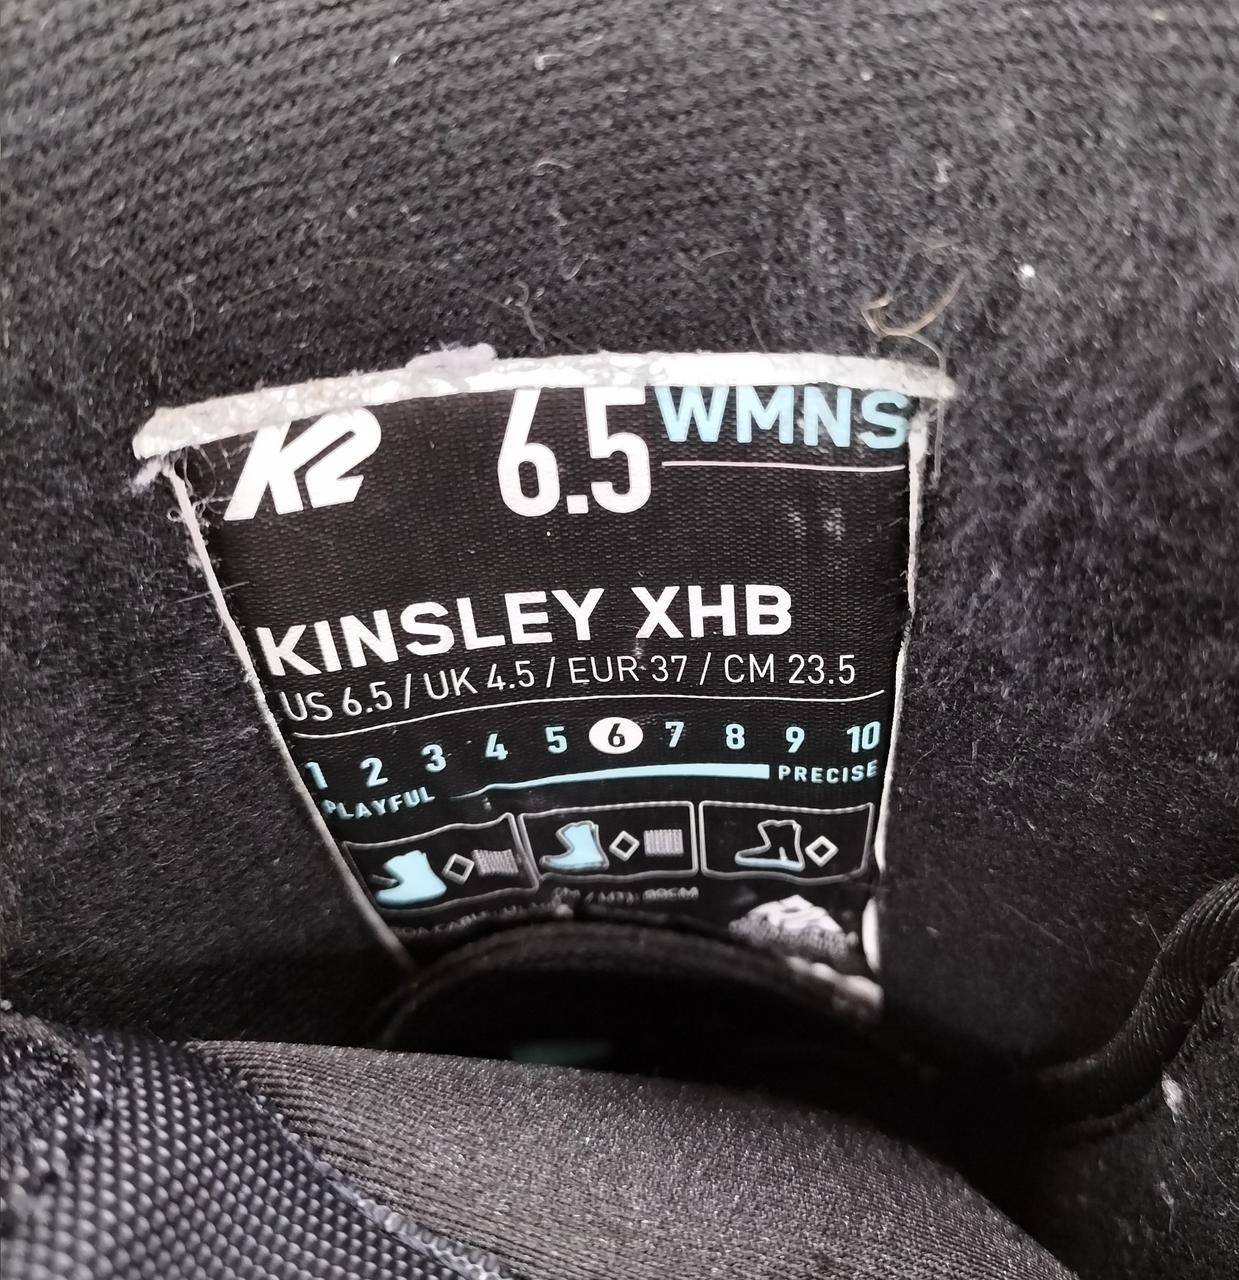 K2 6.5 WMNS
KINSLEY XHB
US 6.5 / UK 4.5 / EUR 37 / CM 23.5
1 2 3 4 5 6 7 8 9 10
PLAYFUL PRECISE